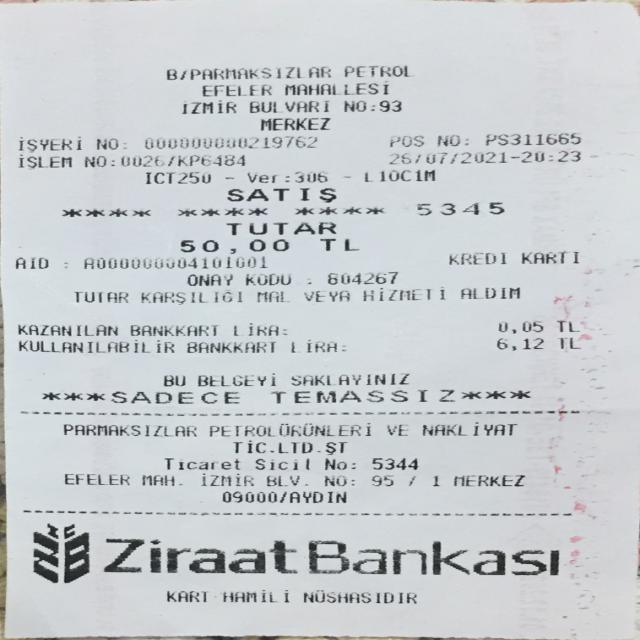 B/PARMAKSIZLAR PETROL
EFELER MAHALLESİ
İZMİR BULVARI NO:93
MERKEZ
İŞYERİ NO: 000000000219762 POS NO: PS311665
İŞLEM NO:0026/KP6484 26/07/2021-20:23
ICT250 - Ver:306 - L10C1M
SATIŞ
**** **** **** 5345
TUTAR
50,00 TL
AID : A0000000004101001 KREDI KARTI
ONAY KODU : 804267
TUTAR KARŞILIĞI MAL VEYA HİZMETİ ALDIM
KAZANILAN BANKKART LİRA: 0,05 TL
KULLANILABİLİR BANKKART LİRA: 6,12 TL
BU BELGEYİ SAKLAYINIZ
***SADECE TEMASSIZ***
PARMAKSIZLAR PETROLÜRÜNLERİ VE NAKLİYAT
TİC.LTD.ŞT
Ticaret Sicil No: 5344
EFELER MAH. İZMİR BLV. NO: 95 / 1 MERKEZ
09000/AYDIN
Ziraat Bankası
KART HAMİLİ NÜSHASIDIR